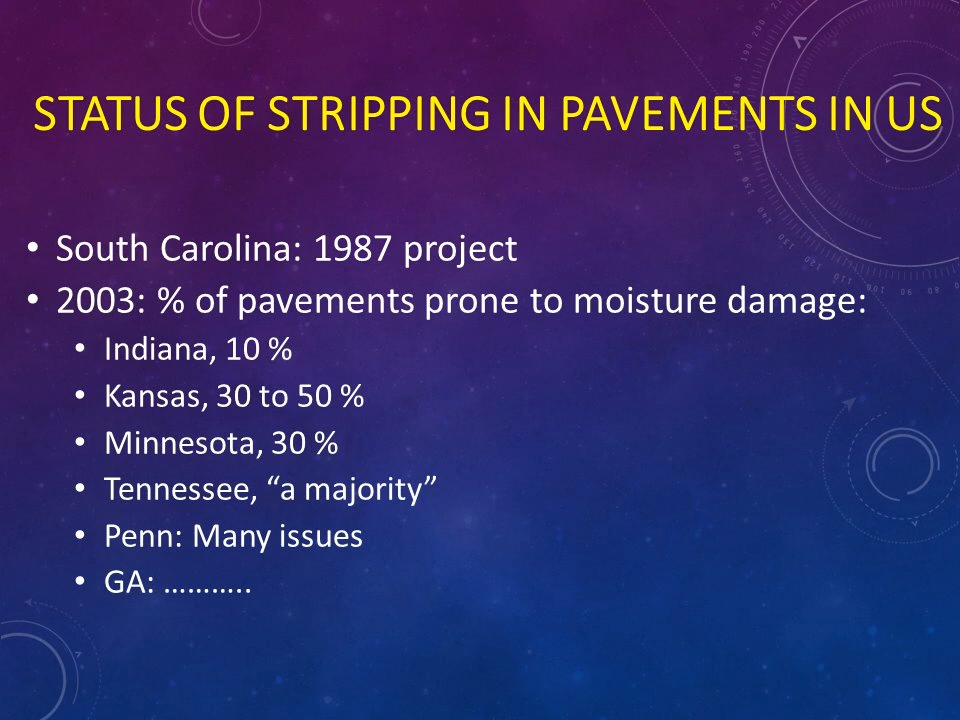 STATUS OF STRIPPING IN PAVEMENTS IN US
• South Carolina: 1987 project
• 2003: % of pavements prone to moisture damage:
• Indiana, 10 %
• Kansas, 30 to 50 %
• Minnesota, 30 %
• Tennessee, “a majority”
• Penn: Many issues
• GA: ………..